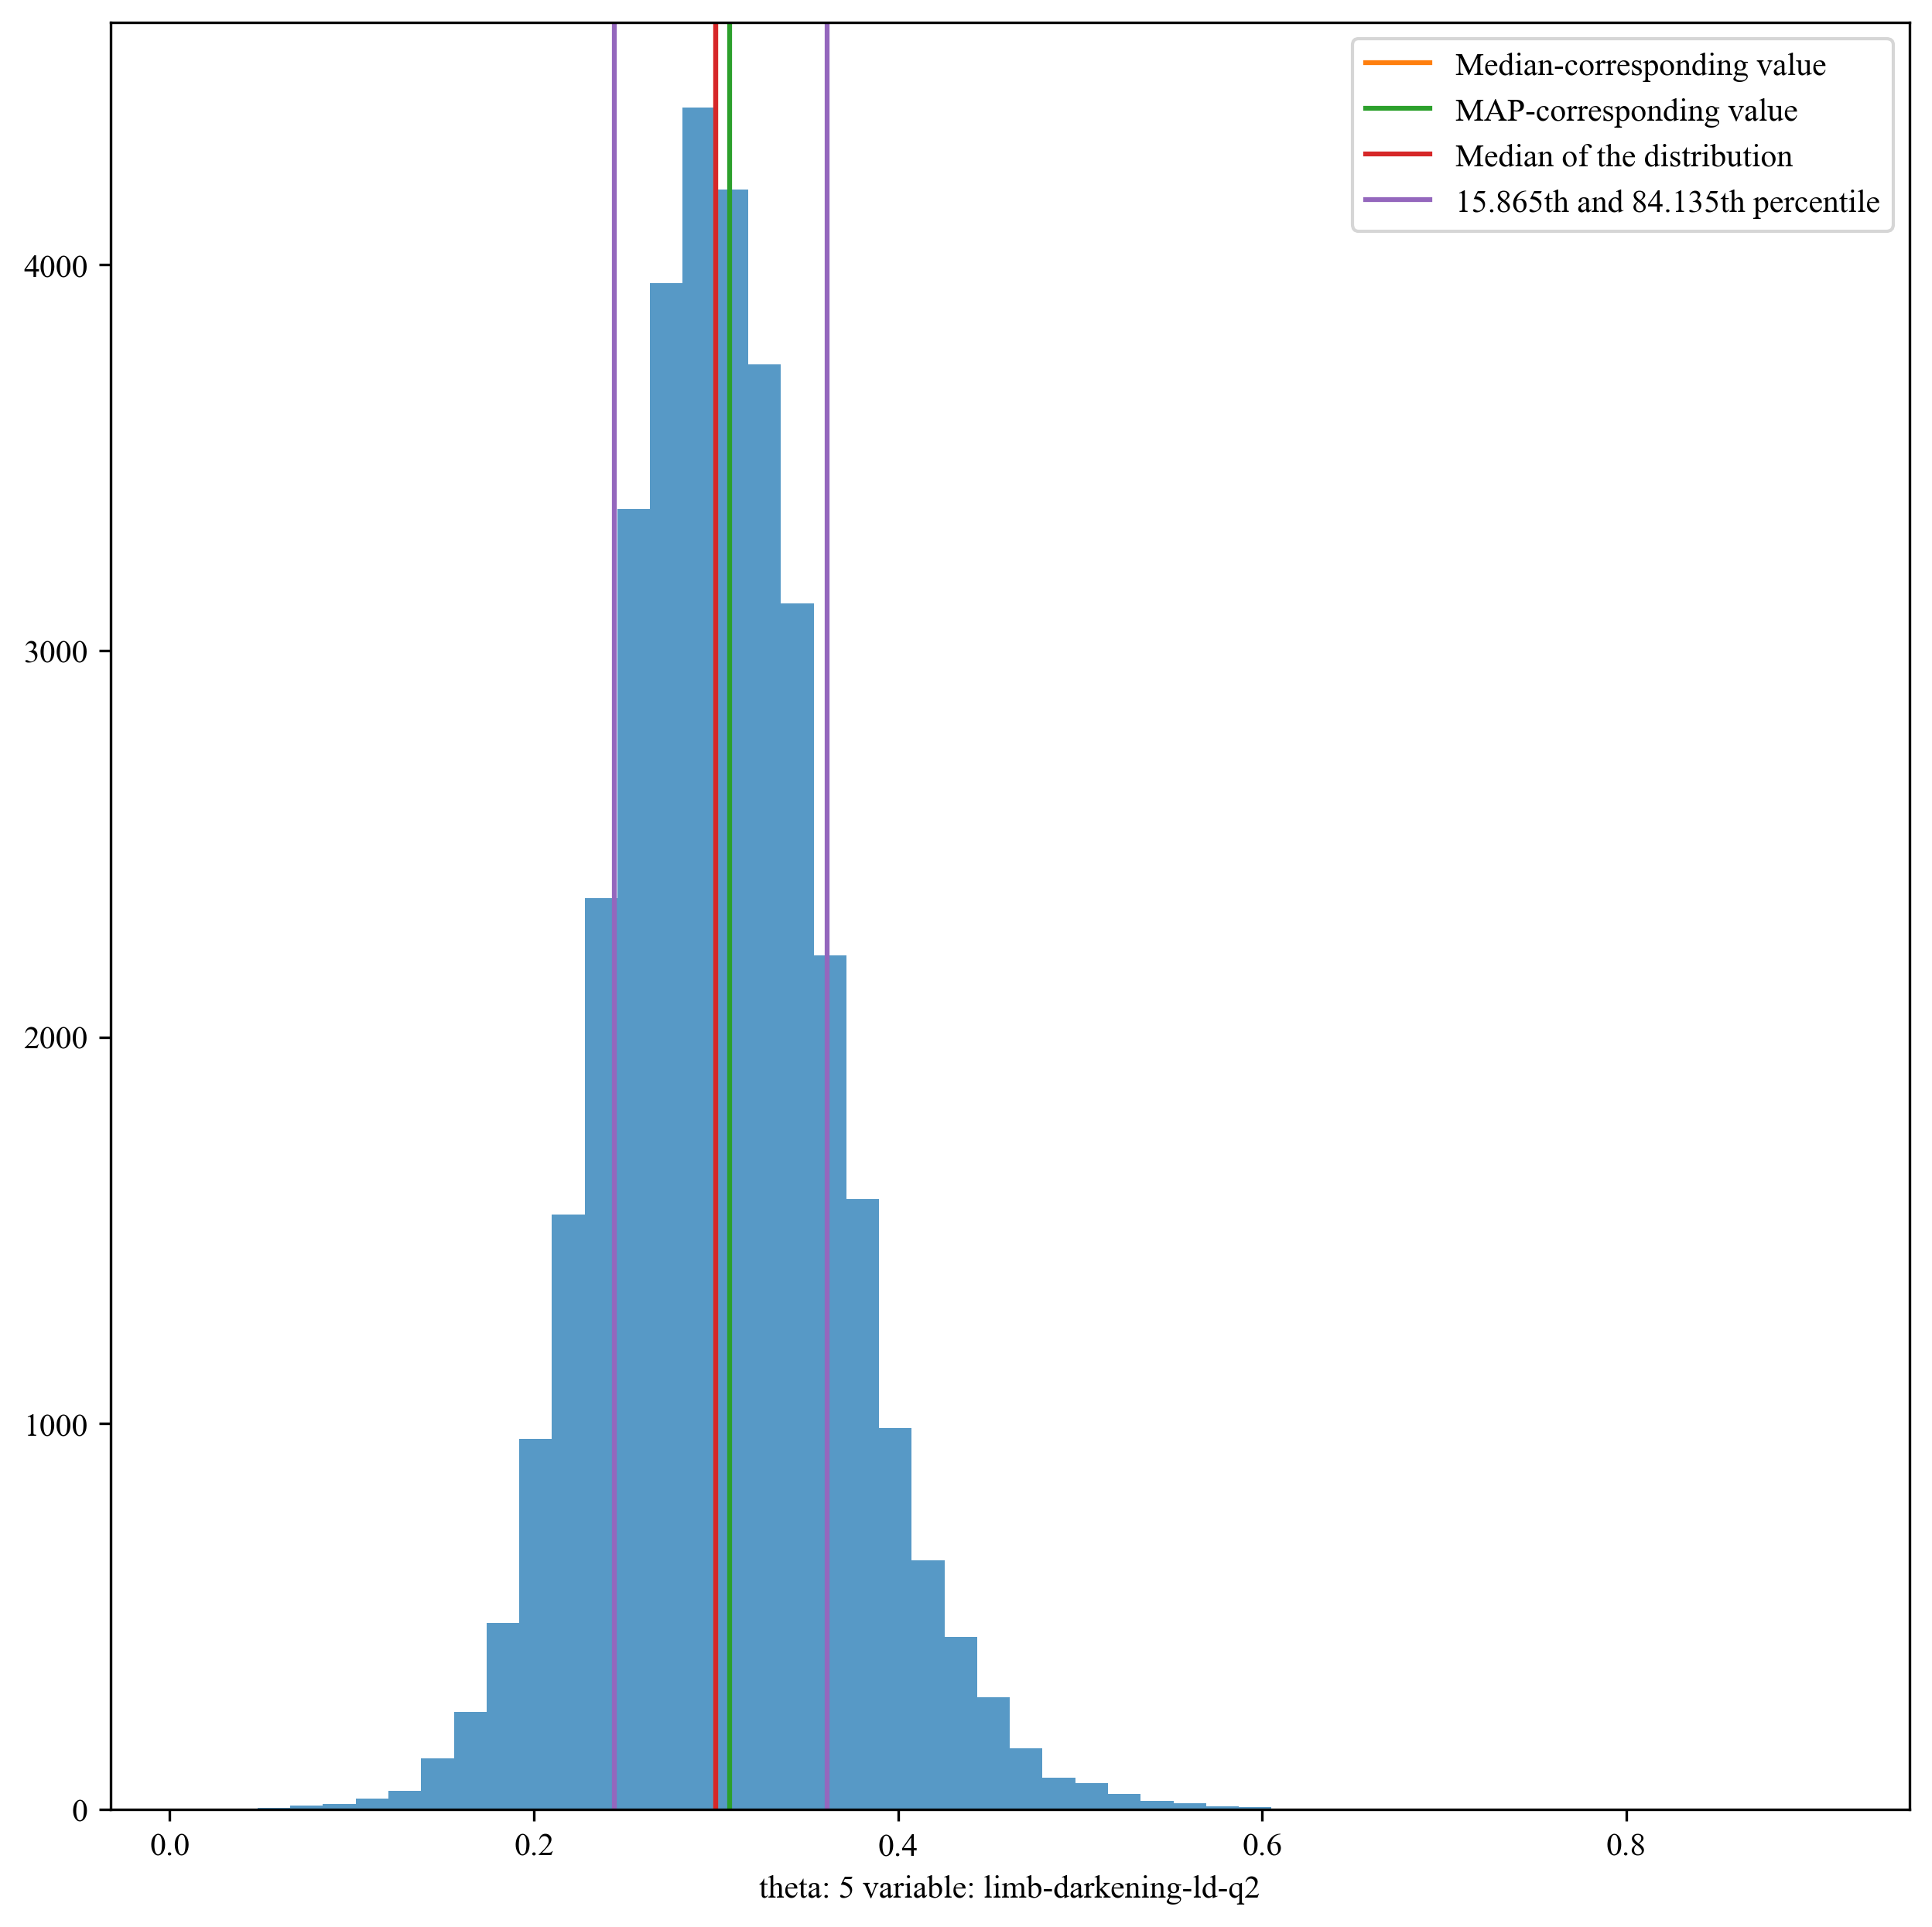 Median-corresponding value
MAP-corresponding value
Median of the distribution
15.865th and 84.135th percentile
4000
3000
2000
1000
0
0.0 0.2 0.4 0.6 0.8
theta: 5 variable: limb-darkening-ld-q2